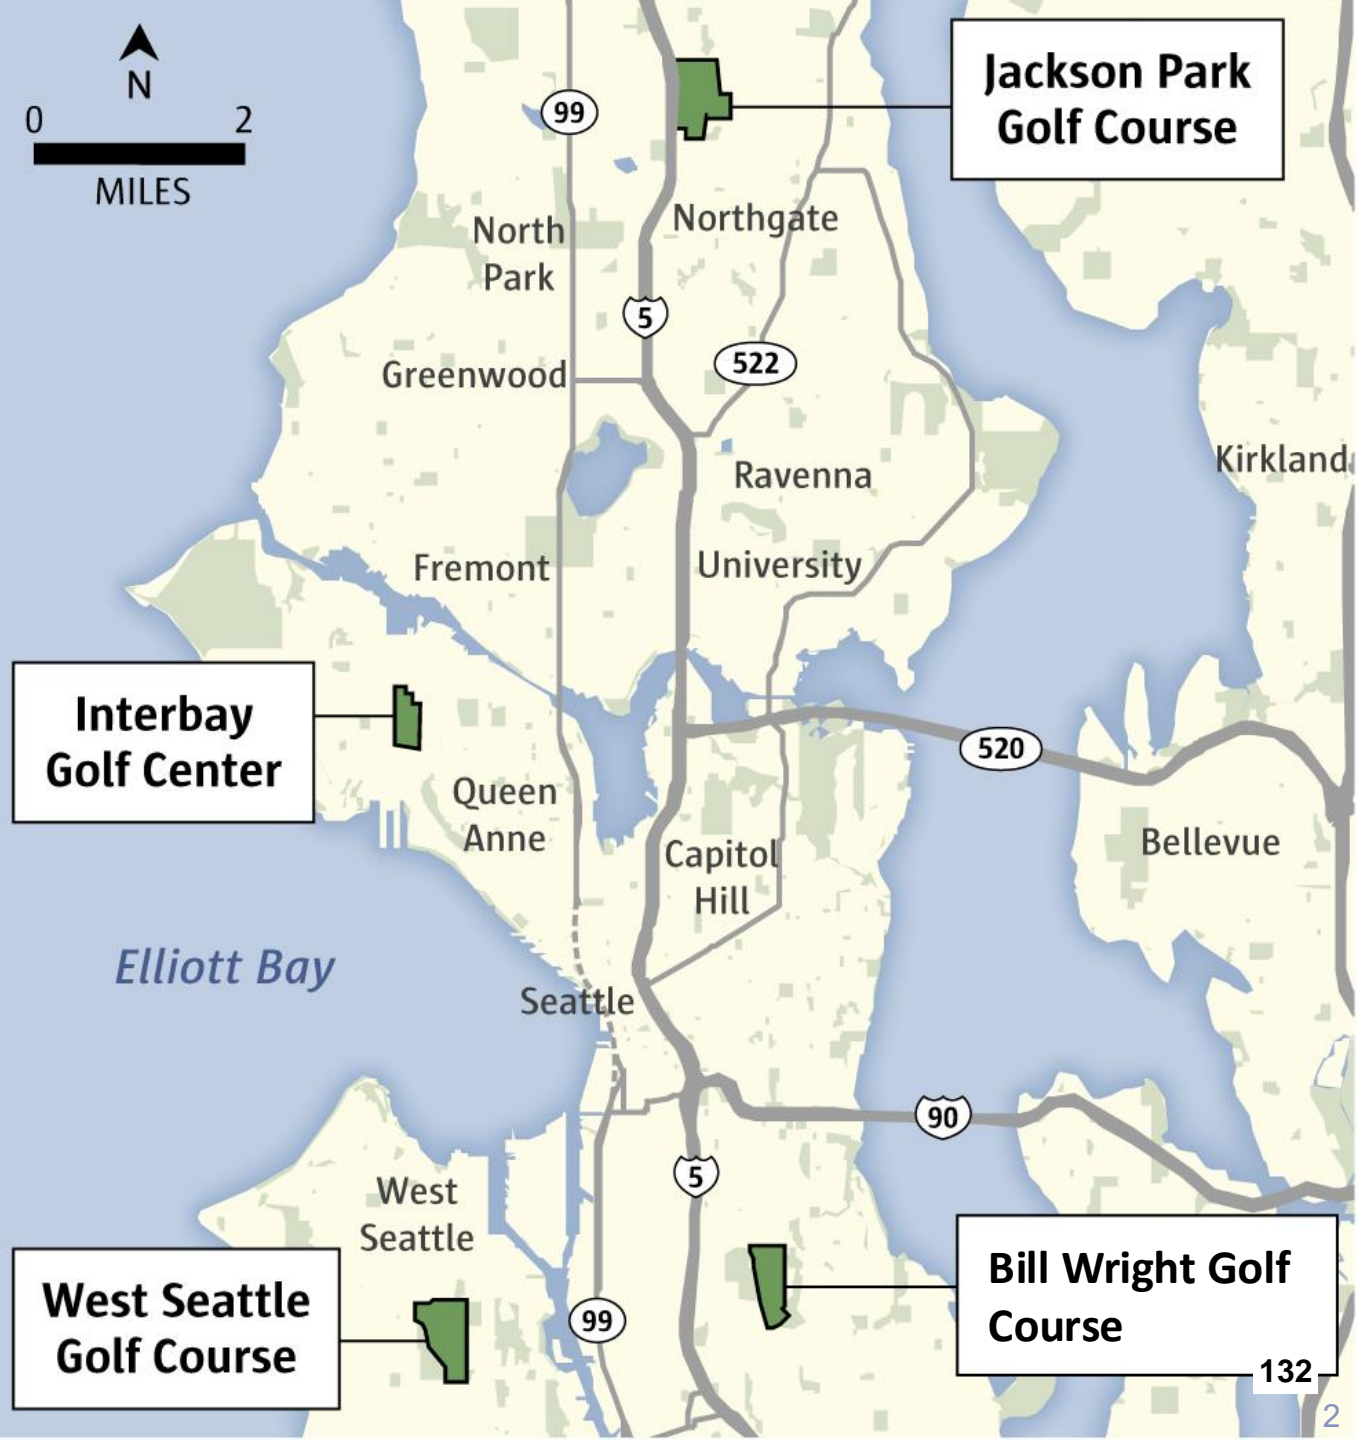 N
0 2
MILES
99
Jackson Park
Golf Course
North
Park
Northgate
5
522
Greenwood
Ravenna
Kirkland
Fremont
University
Interbay
Golf Center
520
Queen
Anne
Capitol
Hill
Bellevue
Elliott Bay
Seattle
90
5
West
Seattle
West Seattle
Golf Course
99
Bill Wright Golf
Course
132
2